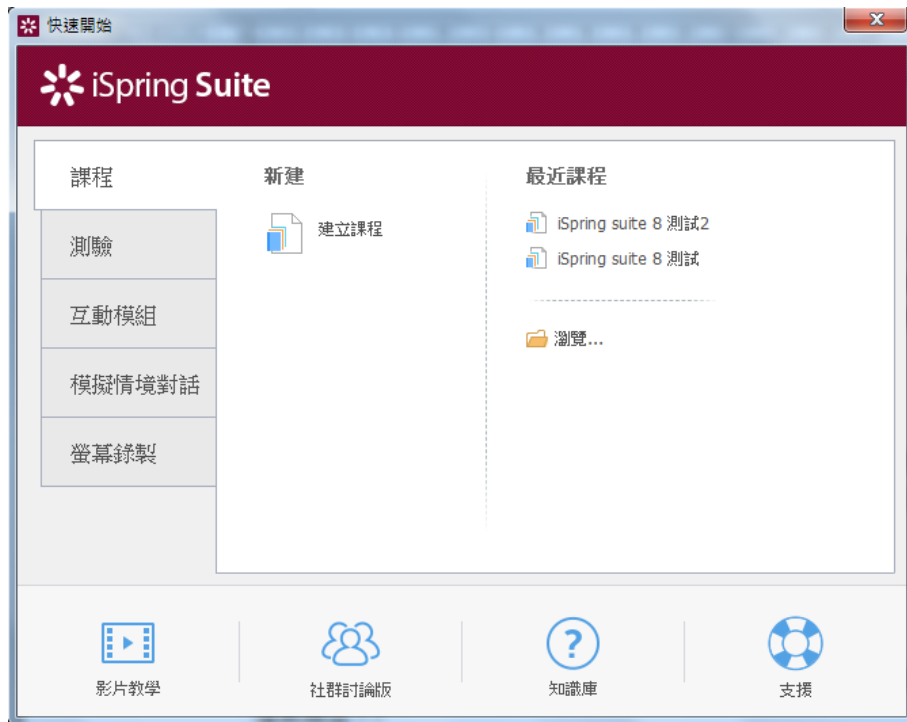 快速開始
iSpring Suite
課程
測驗
互動模組
模擬情境對話
螢幕錄製
新建
建立課程
最近課程
iSpring suite 8 測試2
iSpring suite 8 測試
瀏覽...
影片教學
社群討論版
知識庫
支援